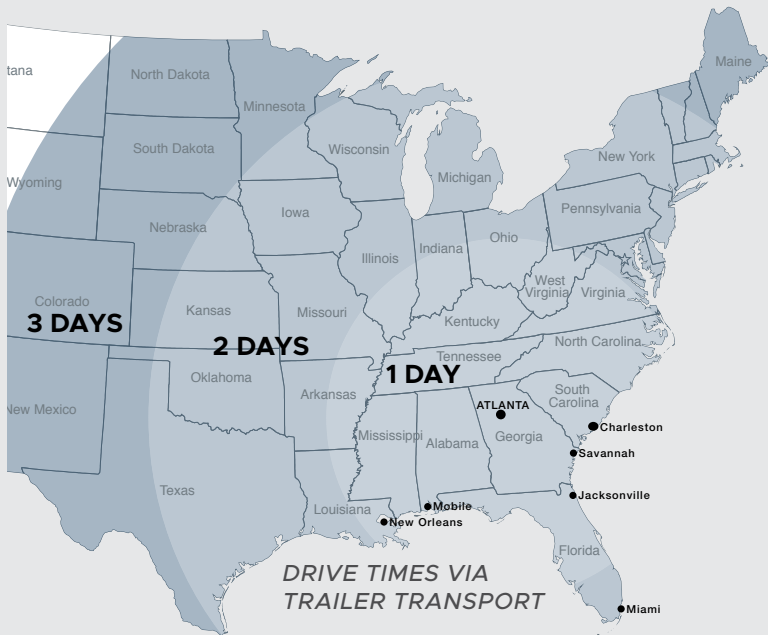 Maine
tana
North Dakota
Minnesota
South Dakota
Wisconsin
New York
Michigan
Wyoming
Pennsylvania
Iowa
Nebraska
Ohio
Indiana
Illinois
West
Virginia
Virginia
Colorado
Kansas
Missouri
Kentucky
3 DAYS
2 DAYS
North Carolina
Tennessee
1 DAY
Oklahoma
Arkansas
South
Carolina
ATLANTA
New Mexico
Charleston
Mississippi
Alabama
Georgia
Savannah
Texas
Jacksonville
Louisiana
Mobile
New Orleans
Florida
DRIVE TIMES VIA
TRAILER TRANSPORT
Miami